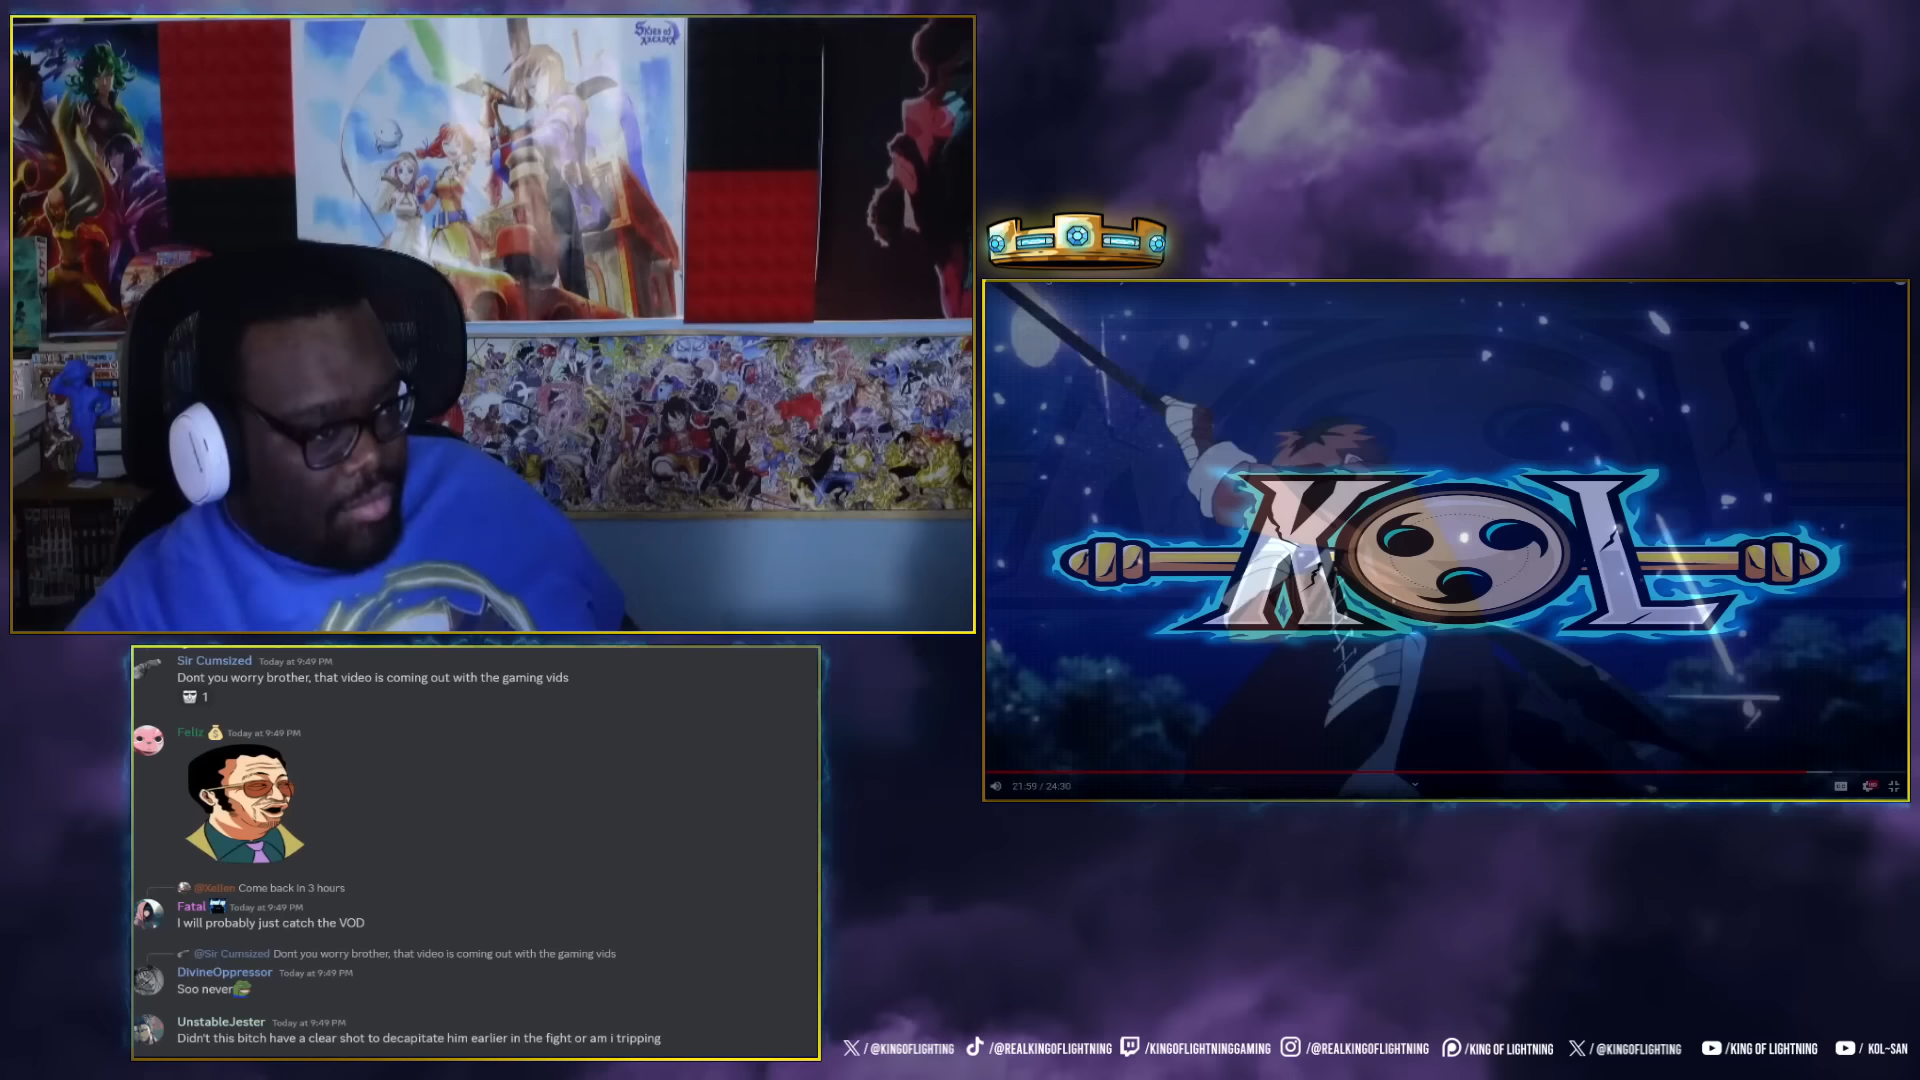 Skies of
Arcadia
KOL
21:59 / 24:30
Sir Cumsized Today at 9:49 PM
Dont you worry brother, that video is coming out with the gaming vids
1
Feliz Today at 9:49 PM
@Xellen Come back in 3 hours
Fatal Today at 9:49 PM
I will probably just catch the VOD
@Sir Cumsized Dont you worry brother, that video is coming out with the gaming vids
DivineOppressor Today at 9:49 PM
Soo never
UnstableJester Today at 9:49 PM
Didn't this bitch have a clear shot to decapitate him earlier in the fight or am i tripping
/ @KINGOFLIGHTING /@REALKINGOFLIGHTNING /KINGOFLIGHTNINGGAMING /@REALKINGOFLIGHTNING /KING OF LIGHTNING / @KINGOFLIGHTING /KING OF LIGHTNING / KOL~SAN